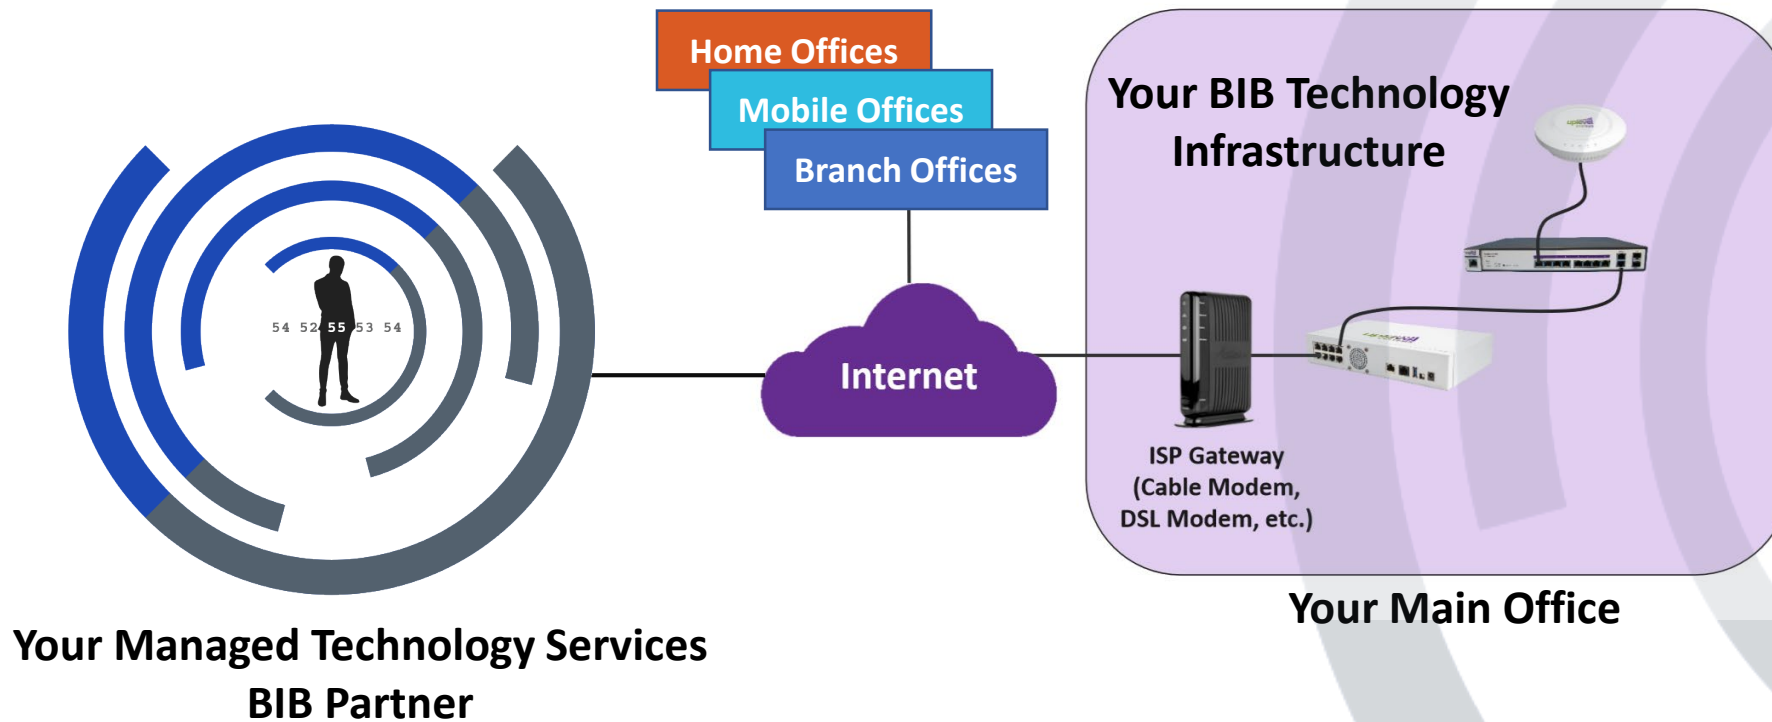 Home Offices
Mobile Offices
Branch Offices
Your BIB Technology
Infrastructure
54 52 55 53 54
Internet
ISP Gateway
(Cable Modem,
DSL Modem, etc.)
Your Main Office
Your Managed Technology Services
BIB Partner